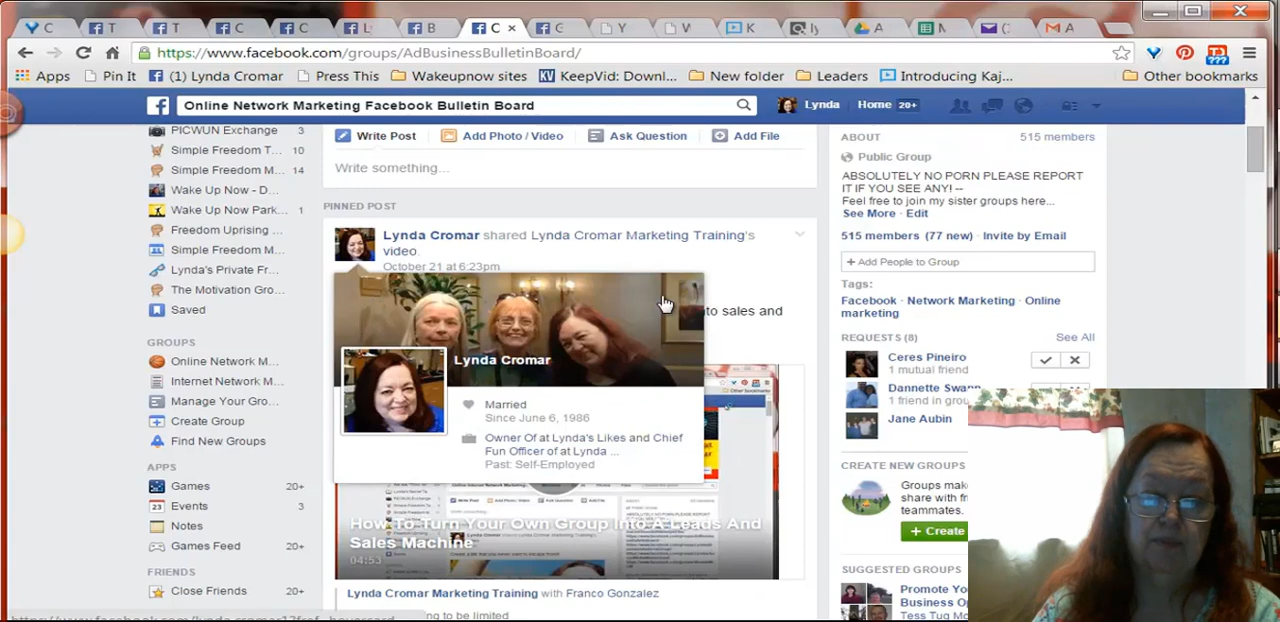 C
T
T
C
C
L
B
C
G
Y
V
K
ly
A
N
(
A
https://www.facebook.com/groups/AdBusinessBulletinBoard/
Apps
Pin It
(1) Lynda Cromar
Press This
Wakeupnow sites
KeepVid: Downl...
New folder
Leaders
Introducing Kaj...
Other bookmarks
Online Network Marketing Facebook Bulletin Board
Lynda
Home 20+
PICWUN Exchange 3
Simple Freedom T... 10
Simple Freedom M... 14
Wake Up Now - D...
Wake Up Now Park... 1
Freedom Uprising ...
Simple Freedom M...
Lynda's Private Fr...
The Motivation Gro...
Saved
GROUPS
Online Network M...
Internet Network M...
Manage Your Gro...
Create Group
Find New Groups
APPS
Games 20+
Events 3
Notes
Games Feed 20+
FRIENDS
Close Friends 20+
Write Post
Add Photo / Video
Ask Question
Add File
Write something...
PINNED POST
Lynda Cromar shared Lynda Cromar Marketing Training's
video.
October 21 at 6:23pm
to sales and
Lynda Cromar
Married
Since June 6, 1986
Owner Of at Lynda's Likes and Chief
Fun Officer of at Lynda ...
Past: Self-Employed
How To Turn Your Own Group Into A Leads And
Sales Machine
04:53
Lynda Cromar Marketing Training with Franco Gonzalez
ng to be limited
ABOUT 515 members
Public Group
ABSOLUTELY NO PORN PLEASE REPORT
IT IF YOU SEE ANY! --
Feel free to join my sister groups here...
See More · Edit
515 members (77 new) · Invite by Email
+ Add People to Group
Tags:
Facebook · Network Marketing · Online
marketing
REQUESTS (8) See All
Ceres Pineiro
1 mutual friend
Dannette Swann
1 friend in grou
Jane Aubin
CREATE NEW GROUPS
Groups make
share with fri
teammates.
+ Create
SUGGESTED GROUPS
Promote Yo
Business Op
Tess Tug Mo